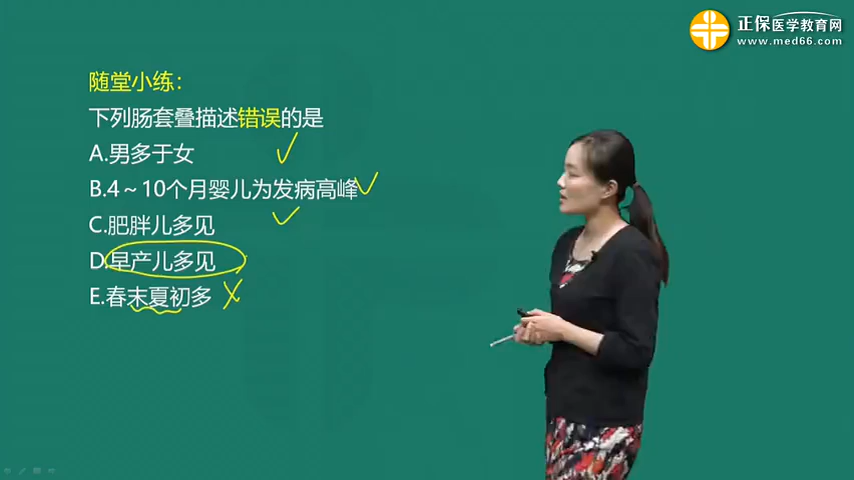 正保医学教育网
www.med66.com
随堂小练：
下列肠套叠描述错误的是
A.男多于女
B.4～10个月婴儿为发病高峰
C.肥胖儿多见
D.早产儿多见
E.春末夏初多